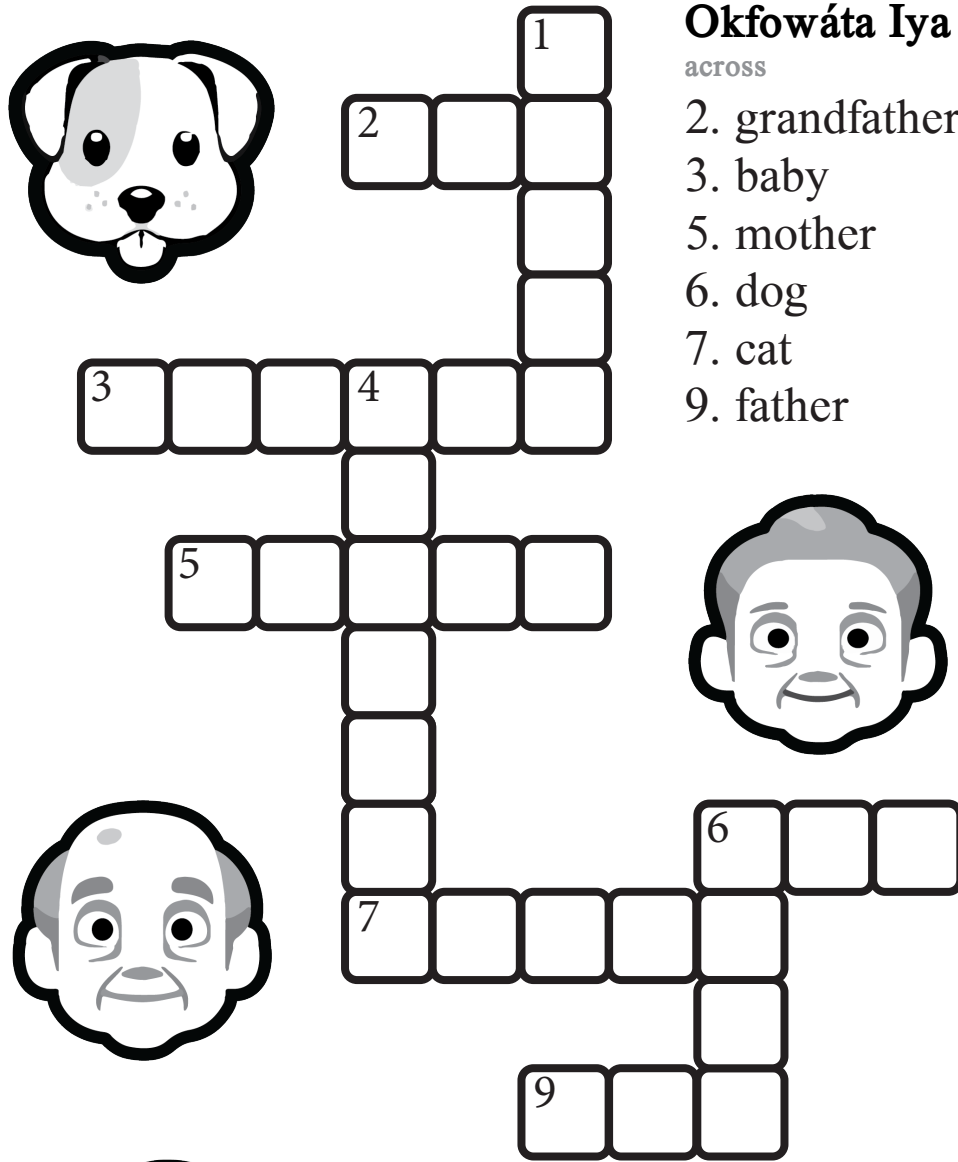 1
Okfowáta Iya
across
2
2. grandfather
3. baby
5. mother
6. dog
7. cat
9. father
3
4
5
6
7
9